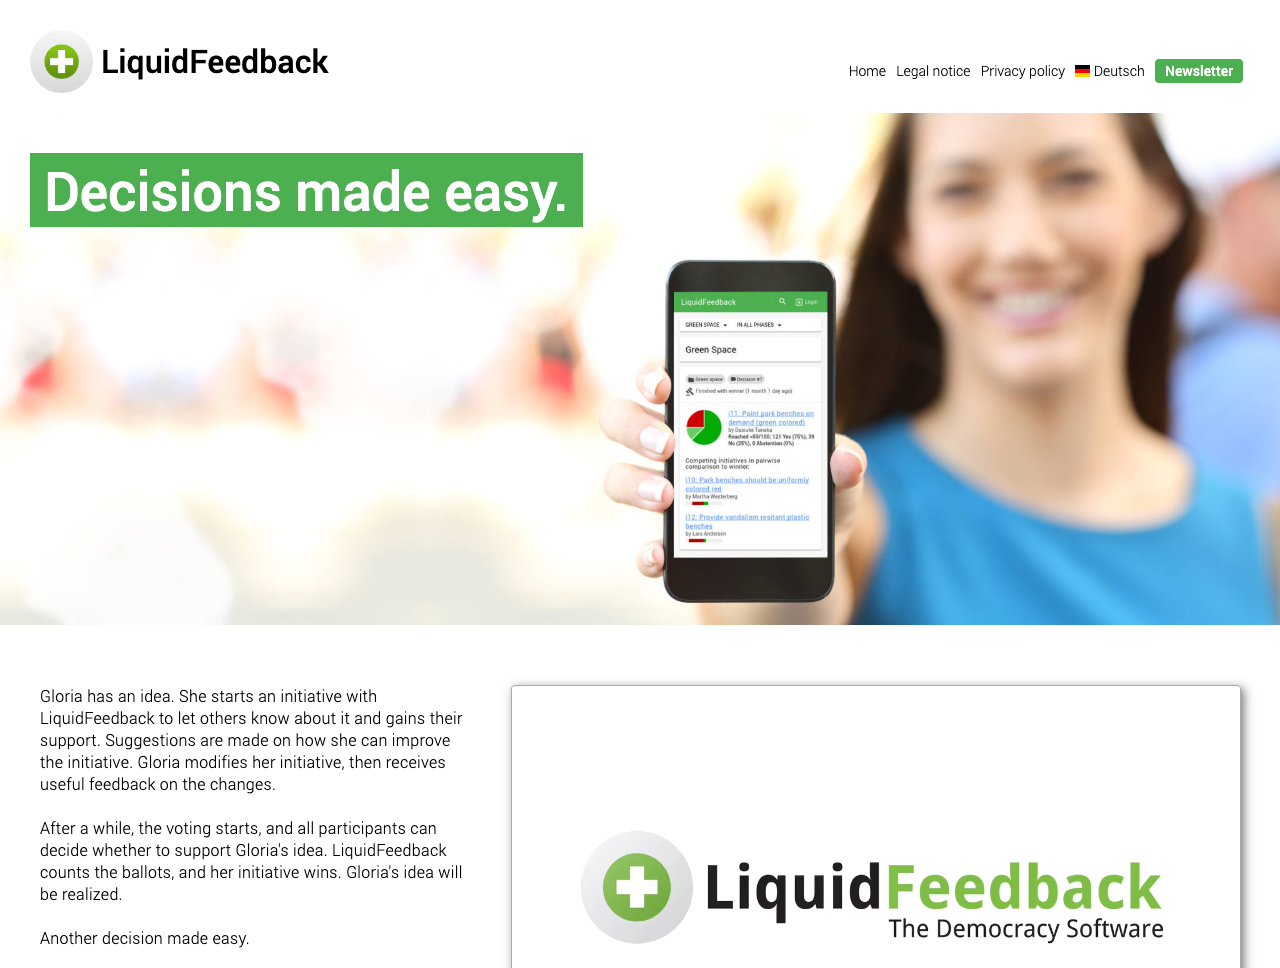 LiquidFeedback
Home Legal notice Privacy policy Deutsch Newsletter
Decisions made easy.
LiquidFeedback Login
GREEN SPACE IN ALL PHASES
Green Space
Green space Decision #7
Finished with winner (1 month 1 day ago)
i11: Paint park benches on
demand (green colored)
by Daisuke Tanaka
Reached >50/100: 121 Yes (75%), 39
No (25%), 0 Abstention (0%)
Competing initiatives in pairwise
comparison to winner:
i10: Park benches should be uniformly
colored red
by Martha Westerberg
i12: Provide vandalism resitant plastic
benches
by Lars Andersen
Gloria has an idea. She starts an initiative with
LiquidFeedback to let others know about it and gains their
support. Suggestions are made on how she can improve
the initiative. Gloria modifies her initiative, then receives
useful feedback on the changes.
After a while, the voting starts, and all participants can
decide whether to support Gloria's idea. LiquidFeedback
counts the ballots, and her initiative wins. Gloria's idea will
be realized.
Another decision made easy.
LiquidFeedback
The Democracy Software